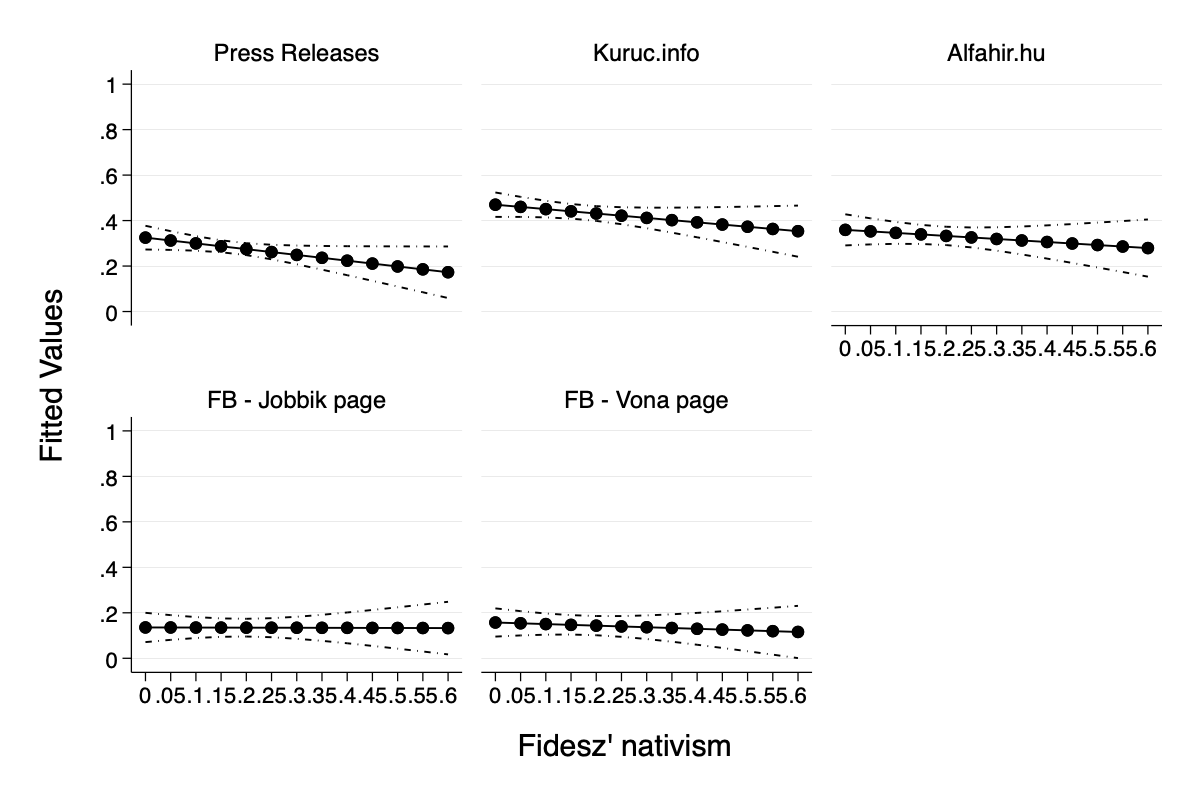 Press Releases
Kuruc.info
Alfahir.hu
1
.8
.6
.4
.2
0
0 .05 .1 .15 .2 .25 .3 .35 .4 .45 .5 .55 .6
Fitted Values
FB - Jobbik page
FB - Vona page
1
.8
.6
.4
.2
0
0 .05 .1 .15 .2 .25 .3 .35 .4 .45 .5 .55 .6
0 .05 .1 .15 .2 .25 .3 .35 .4 .45 .5 .55 .6
Fidesz' nativism